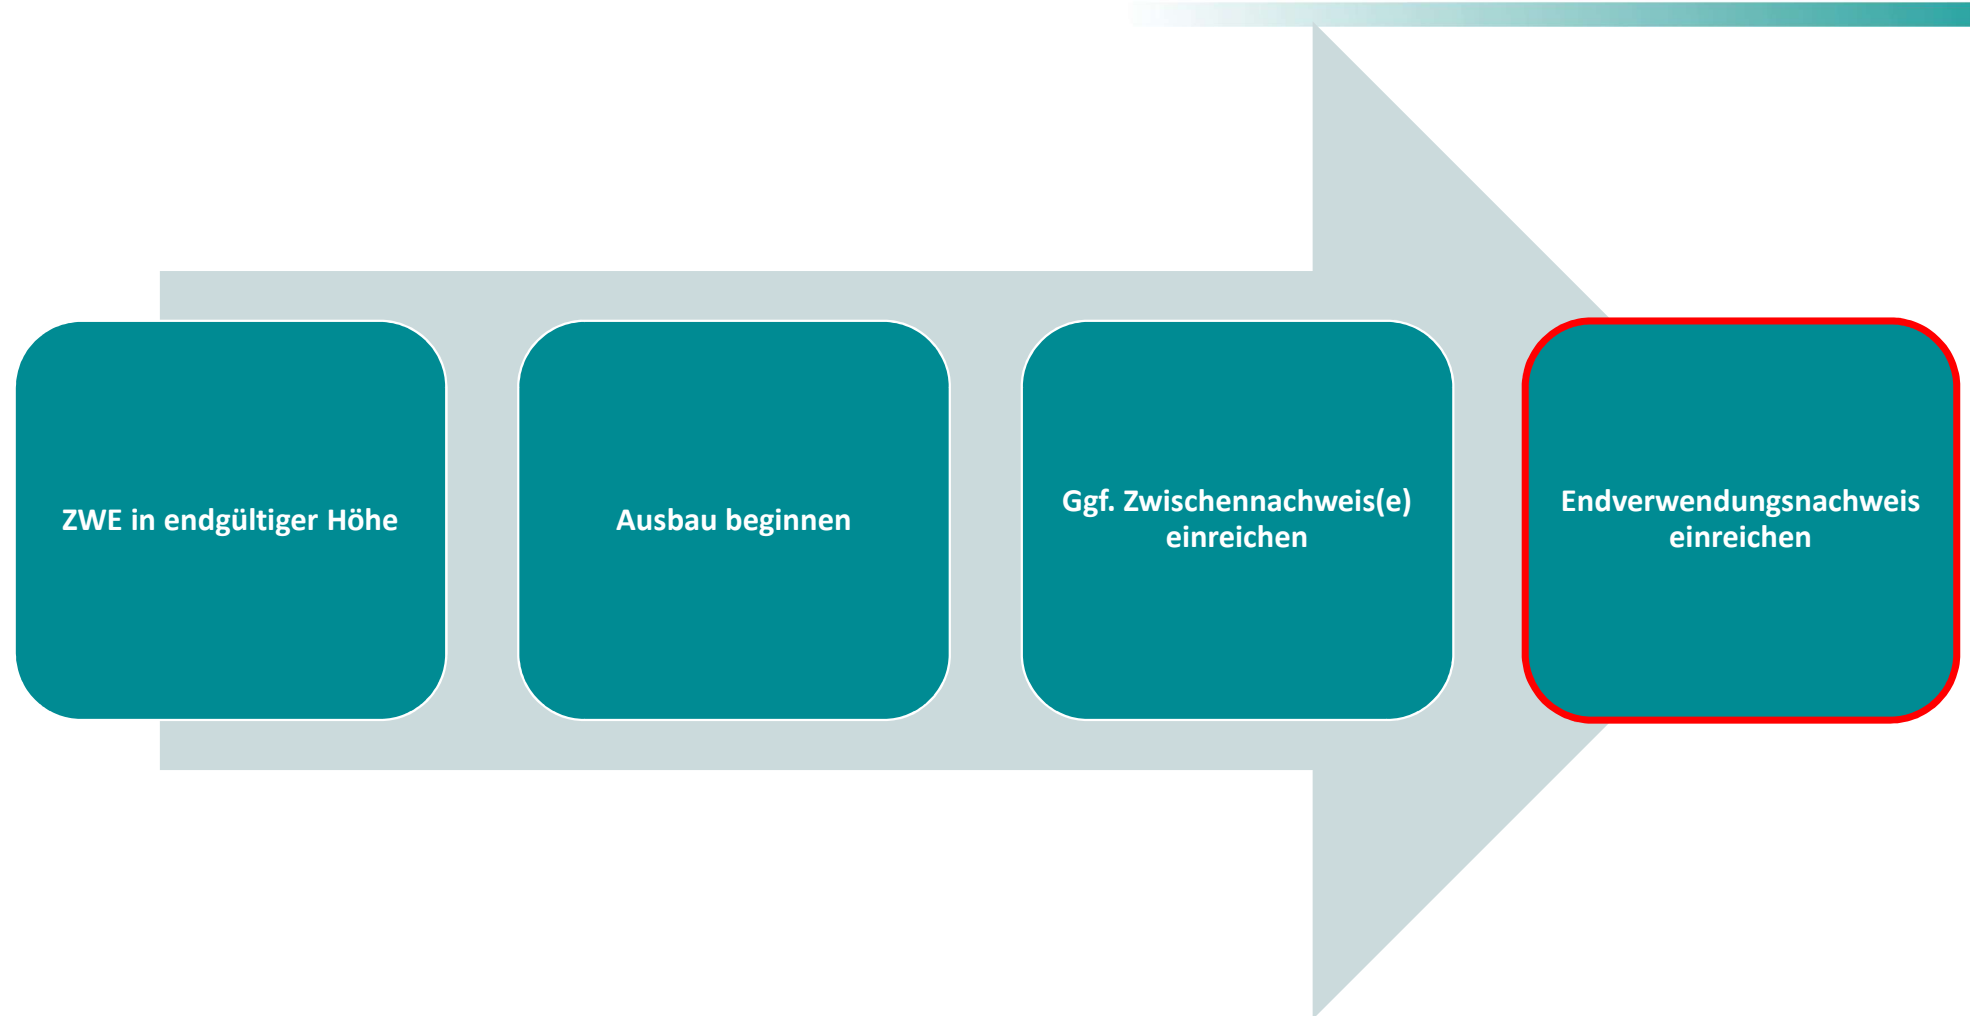 ZWE in endgültiger Höhe
Ausbau beginnen
Ggf. Zwischennachweis(e)
einreichen
Endverwendungsnachweis
einreichen